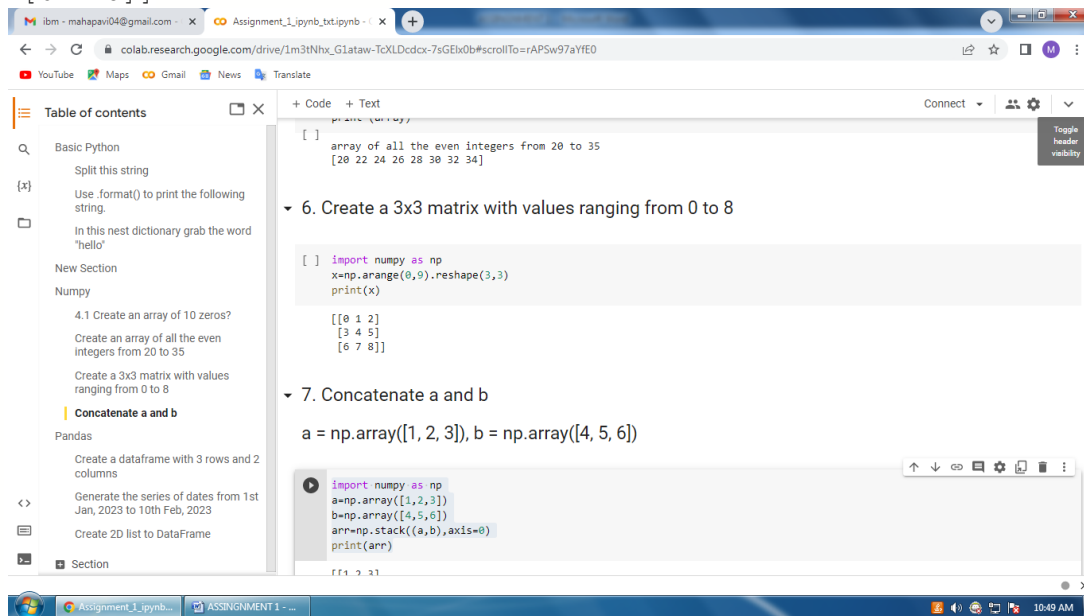 ibm - mahapavi04@gmail.com -
Assignment_1_ipynb_txt.ipynb -
colab.research.google.com/drive/1m3tNhx_G1ataw-TcXLDcdcx-7sGElx0b#scrollTo=rAPSw97aYfE0
M
YouTube Maps Gmail News Translate
Table of contents
+ Code + Text
Connect
Toggle header visibility
Basic Python
Split this string
Use .format() to print the following
string.
In this nest dictionary grab the word
"hello"
New Section
Numpy
4.1 Create an array of 10 zeros?
Create an array of all the even
integers from 20 to 35
Create a 3x3 matrix with values
ranging from 0 to 8
Concatenate a and b
Pandas
Create a dataframe with 3 rows and 2
columns
Generate the series of dates from 1st
Jan, 2023 to 10th Feb, 2023
Create 2D list to DataFrame
Section
{x}
print (array)
[ ]
array of all the even integers from 20 to 35
[20 22 24 26 28 30 32 34]
6. Create a 3x3 matrix with values ranging from 0 to 8
[ ] import numpy as np
x=np.arange(0,9).reshape(3,3)
print(x)
[[0 1 2]
[3 4 5]
[6 7 8]]
7. Concatenate a and b
a = np.array([1, 2, 3]), b = np.array([4, 5, 6])
import numpy as np
a=np.array([1,2,3])
b=np.array([4,5,6])
arr=np.stack((a,b),axis=0)
print(arr)
[[1 2 3]
Assignment_1_ipynb...
ASSINGNMENT 1 - ...
10:49 AM